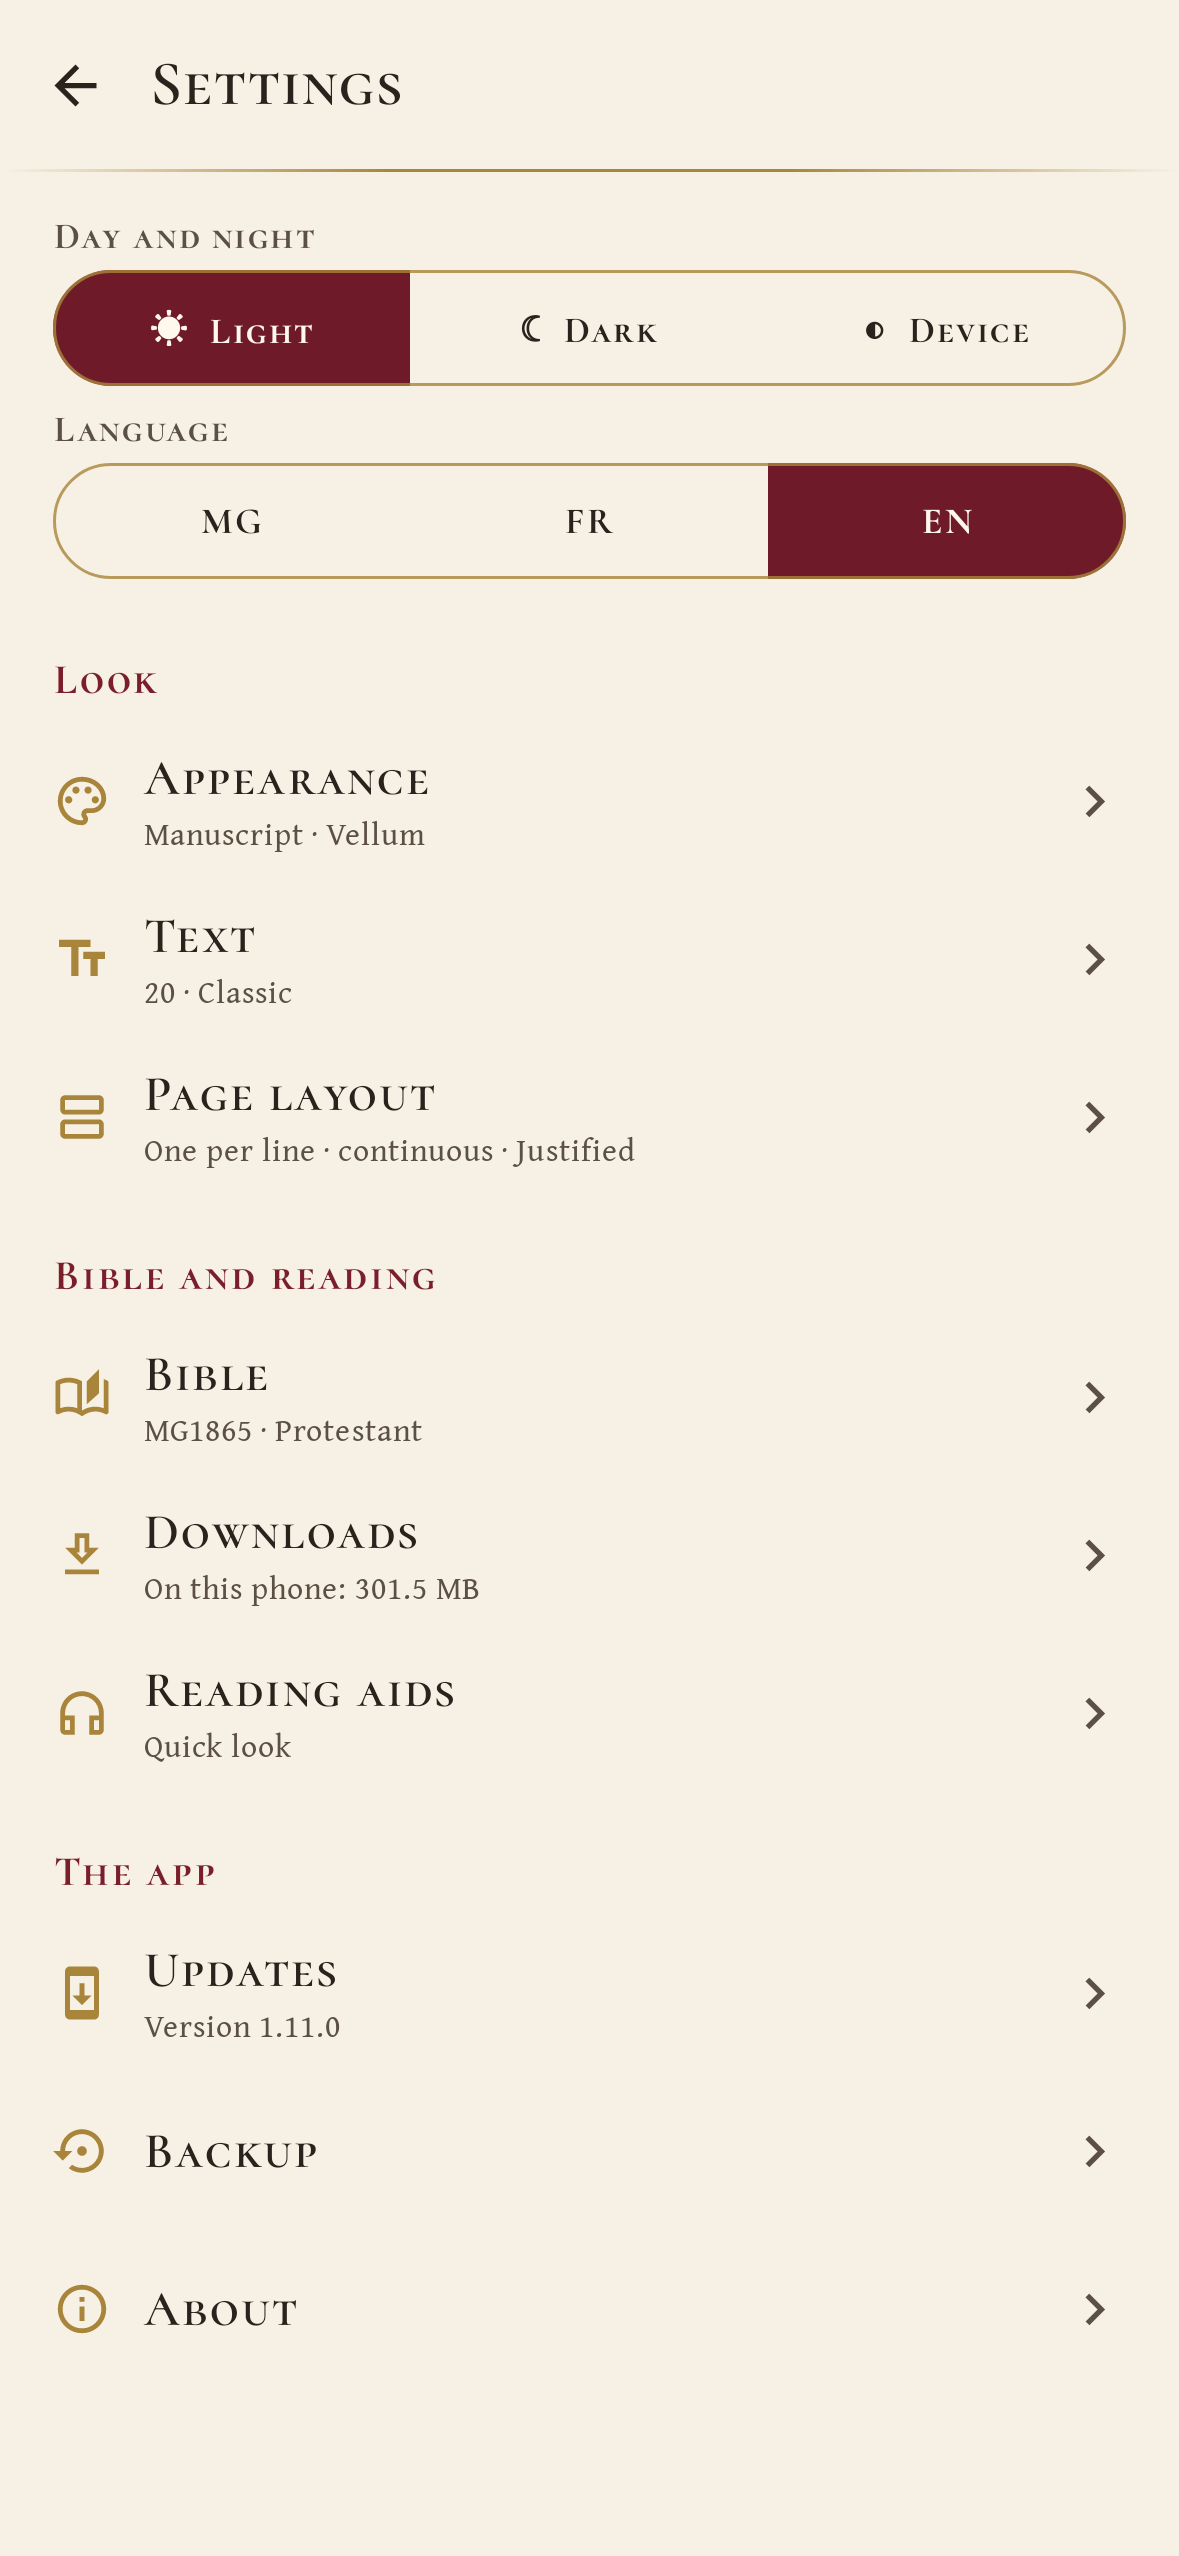 Settings
Day and night
Light Dark Device
Language
MG FR EN
Look
Appearance
Manuscript · Vellum
Text
20 · Classic
Page layout
One per line · continuous · Justified
Bible and reading
Bible
MG1865 · Protestant
Downloads
On this phone: 301.5 MB
Reading aids
Quick look
The app
Updates
Version 1.11.0
Backup
About